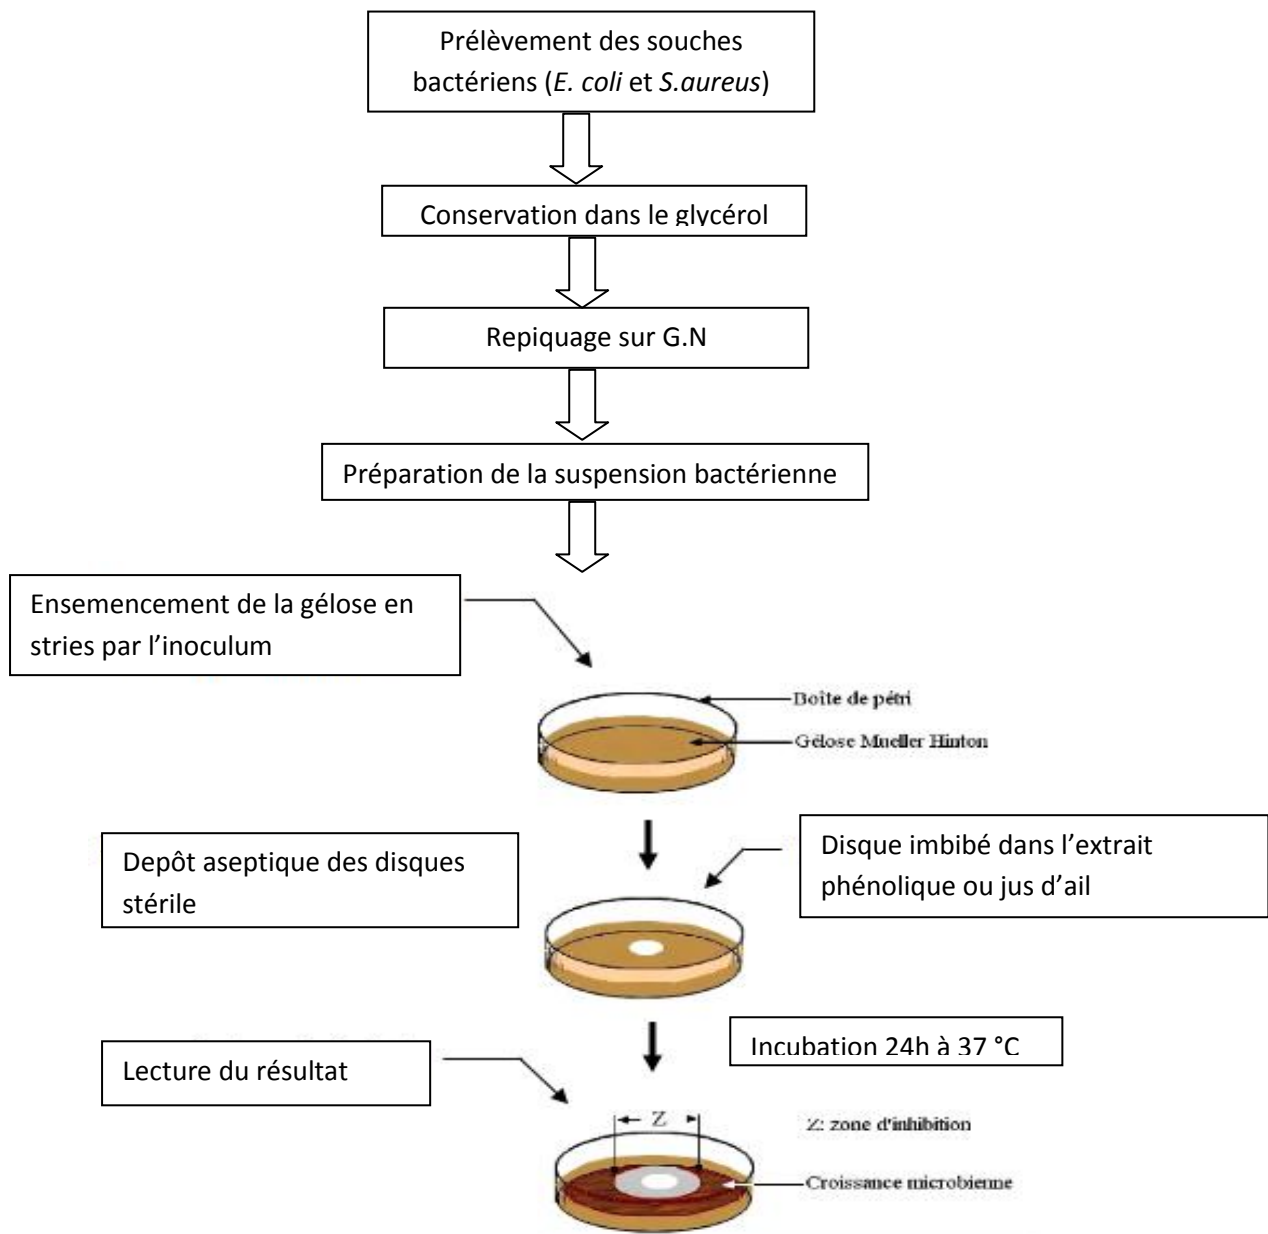 Prélèvement des souches
bactériens (E. coli et S.aureus)
Conservation dans le glycérol
Repiquage sur G.N
Préparation de la suspension bactérienne
Ensemencement de la gélose en
stries par l'inoculum
Boîte de pétri
Gélose Mueller Hinton
Depôt aseptique des disques
stérile
Disque imbibé dans l'extrait
phénolique ou jus d'ail
Incubation 24h à 37 °C
Lecture du résultat
Z
Z: zone d'inhibition
Croissance microbienne